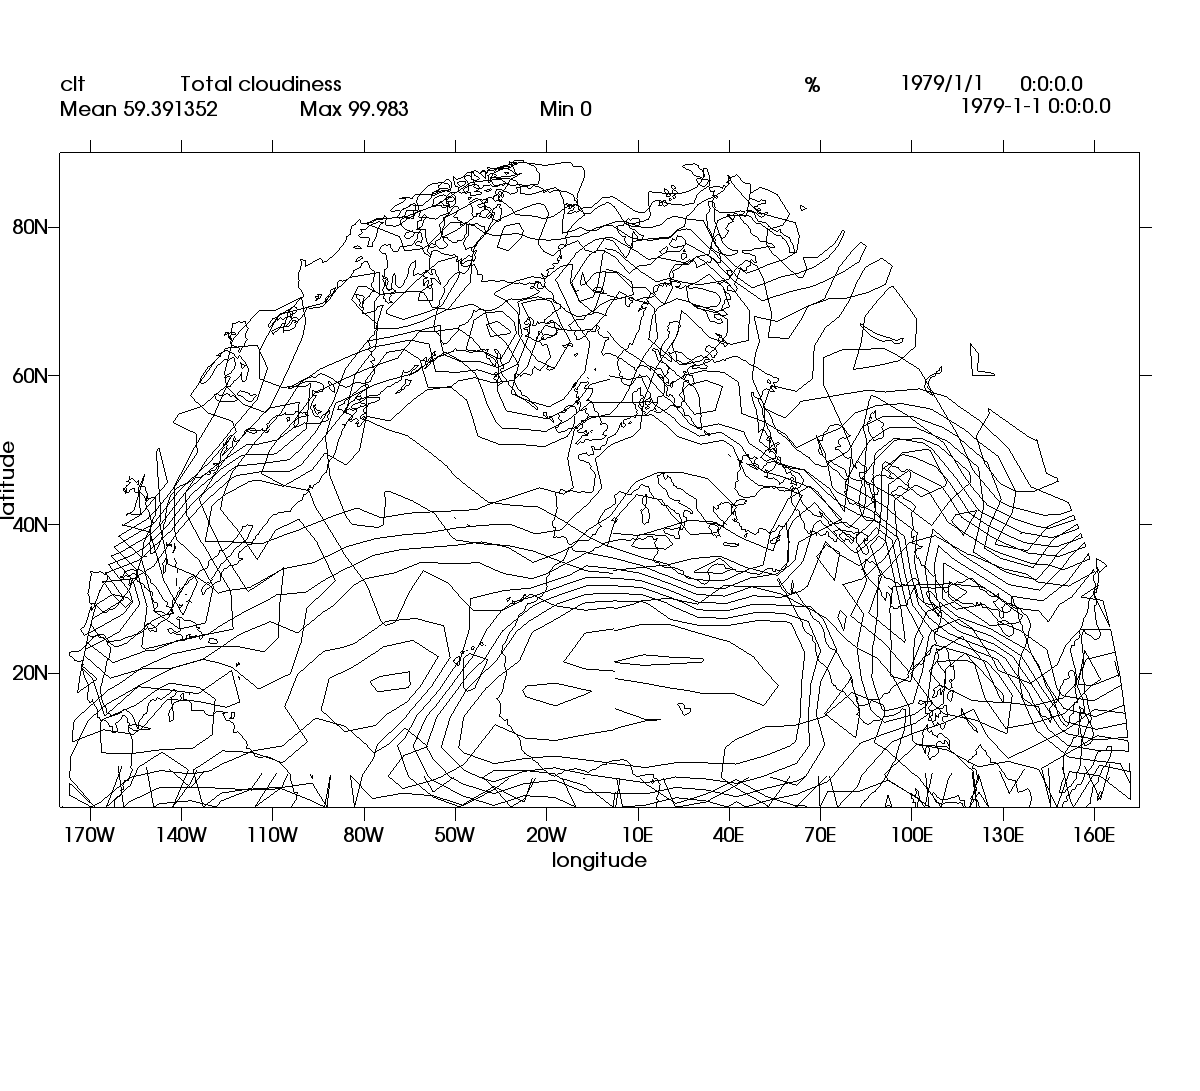 clt Total cloudiness % 1979/1/1 0:0:0.0
Mean 59.391352 Max 99.983 Min 0 1979-1-1 0:0:0.0
80N
60N
latitude
40N
20N
170W 140W 110W 80W 50W 20W 10E 40E 70E 100E 130E 160E
longitude